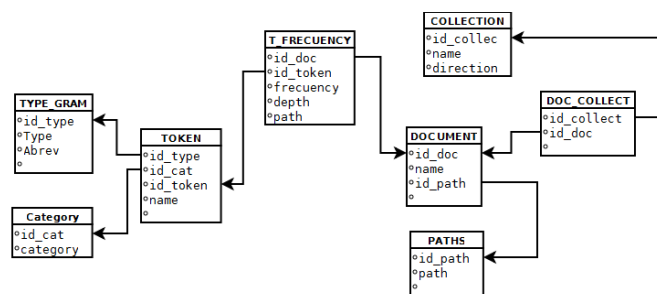 COLLECTION
id_collec
name
direction
T_FRECUENCY
id_doc
id_token
frecuency
depth
path
TYPE_GRAM
id_type
Type
Abrev
TOKEN
id_type
id_cat
id_token
name
DOC_COLLECT
id_collect
id_doc
DOCUMENT
id_doc
name
id_path
Category
id_cat
category
PATHS
id_path
path